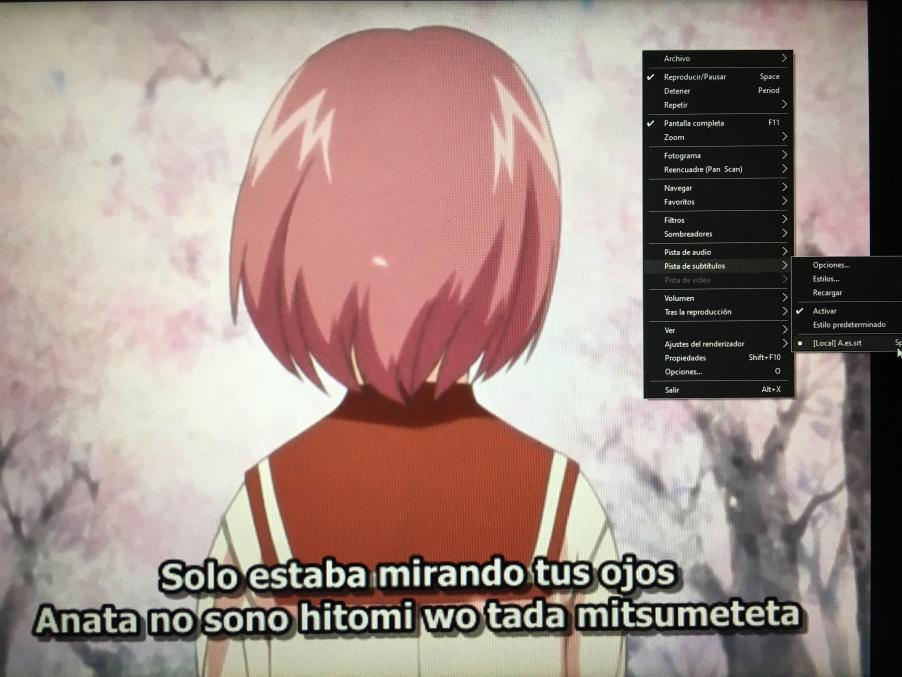 Archivo
Reproducir/Pausar Space
Detener Period
Repetir
Pantalla completa F11
Zoom
Fotograma
Reencuadre (Pan Scan)
Navegar
Favoritos
Filtros
Sombreadores
Pista de audio
Pista de subtítulos
Pista de vídeo
Volumen
Tras la reproducción
Ver
Ajustes del renderizador
Propiedades Shift+F10
Opciones... O
Salir Alt+X
Opciones...
Estilos...
Recargar
Activar
Estilo predeterminado
[Local] A.es.srt
Solo estaba mirando tus ojos
Anata no sono hitomi wo tada mitsumeteta